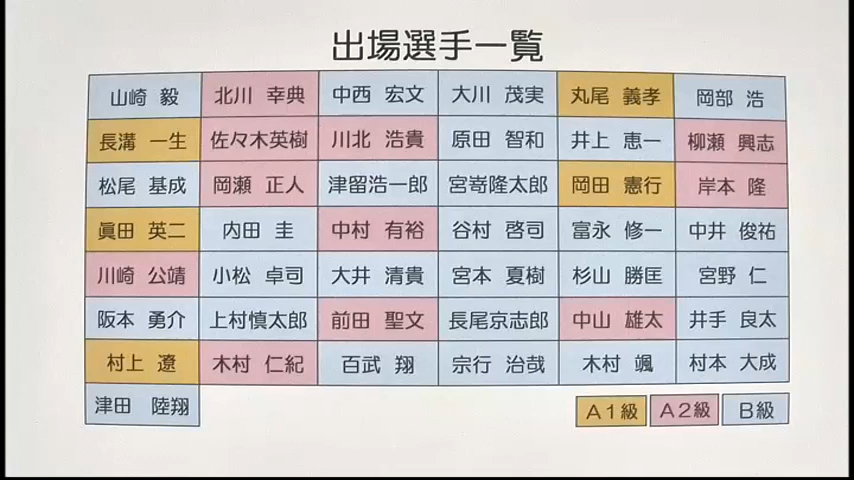 出場選手一覧
山崎 毅 北川 幸典 中西 宏文 大川 茂実 丸尾 義孝 岡部 浩
長溝 一生 佐々木英樹 川北 浩貴 原田 智和 井上 恵一 柳瀬 興志
松尾 基成 岡瀬 正人 津留浩一郎 宮嵜隆太郎 岡田 憲行 岸本 隆
眞田 英二 内田 圭 中村 有裕 谷村 啓司 富永 修一 中井 俊祐
川崎 公靖 小松 卓司 大井 清貴 宮本 夏樹 杉山 勝匡 宮野 仁
阪本 勇介 上村慎太郎 前田 聖文 長尾京志郎 中山 雄太 井手 良太
村上 遼 木村 仁紀 百武 翔 宗行 治哉 木村 颯 村本 大成
津田 陸翔
A1級 A2級 B級